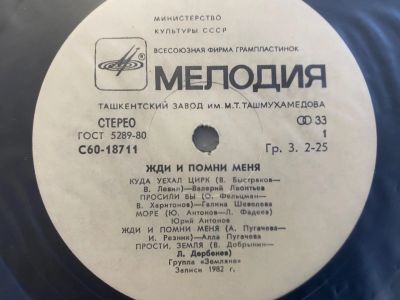 МИНИСТЕРСТВО
КУЛЬТУРЫ СССР
ВСЕСОЮЗНАЯ ФИРМА ГРАМПЛАСТИНОК
МЕЛОДИЯ
ТАШКЕНТСКИЙ ЗАВОД ИМ. М.Т. ТАШМУХАМЕДОВА
СТЕРЕО 33
ГОСТ 5289-80 1
С60-18711 Гр. 3. 2-25
ЖДИ И ПОМНИ МЕНЯ
КУДА УЕХАЛ ЦИРК (В. Быстряков—
В. Левил)—Валерий Леонтьев
ПРОСИЛИ ВЫ (О. Фельцман—
В. Харитонов)—Галина Шевелева
МОРЕ (Ю. Антонов—Л. Фадеев)
Юрий Антонов
ЖДИ И ПОМНИ МЕНЯ (А. Пугачева—
И. Резник)—Алла Пугачева
ПРОСТИ, ЗЕМЛЯ (В. Добрынин—
Л. Дербенев)
Группа «Земляне»
Записи 1982 г.